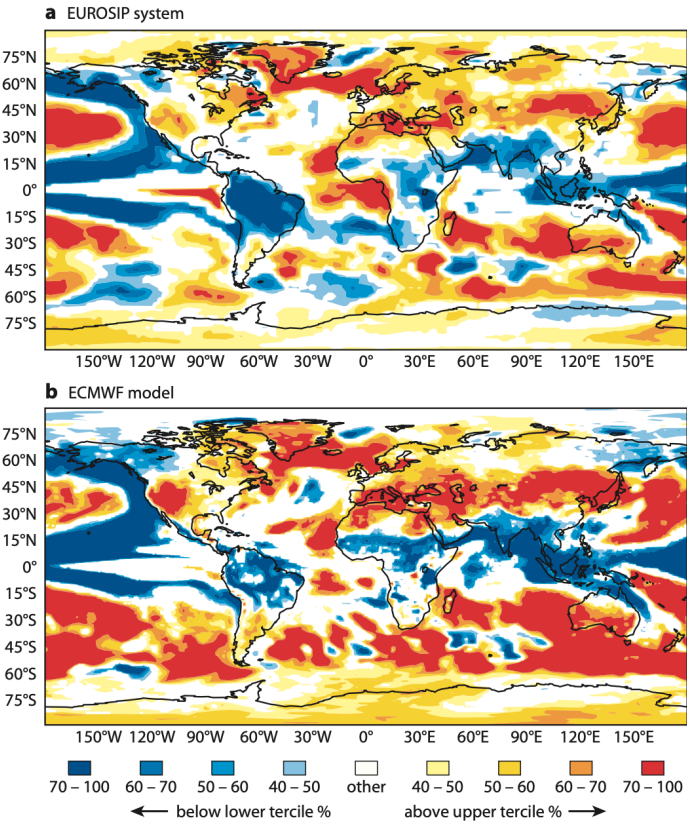 a EUROSIP system
75°N
60°N
45°N
30°N
15°N
0°
15°S
30°S
45°S
60°S
75°S
150°W 120°W 90°W 60°W 30°W 0° 30°E 60°E 90°E 120°E 150°E
b ECMWF model
75°N
60°N
45°N
30°N
15°N
0°
15°S
30°S
45°S
60°S
75°S
150°W 120°W 90°W 60°W 30°W 0° 30°E 60°E 90°E 120°E 150°E
70 – 100 60 – 70 50 – 60 40 – 50 other 40 – 50 50 – 60 60 – 70 70 – 100
← below lower tercile % above upper tercile % →